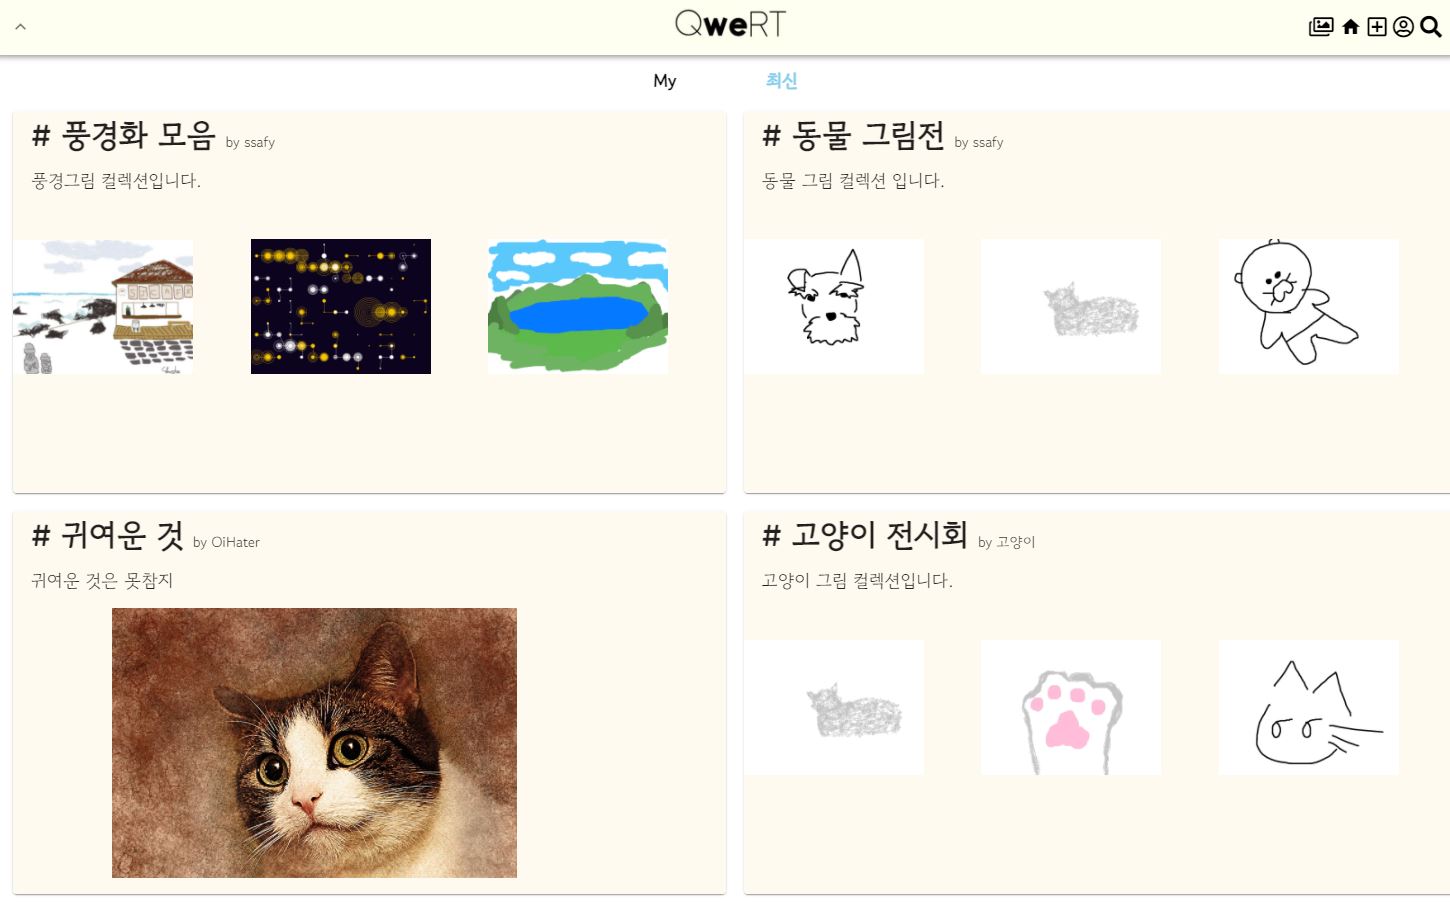 QweRT
My 최신
# 풍경화 모음 by ssafy
풍경그림 컬렉션입니다.
# 동물 그림전 by ssafy
동물 그림 컬렉션 입니다.
# 귀여운 것 by OiHater
귀여운 것은 못참지
# 고양이 전시회 by 고양이
고양이 그림 컬렉션입니다.